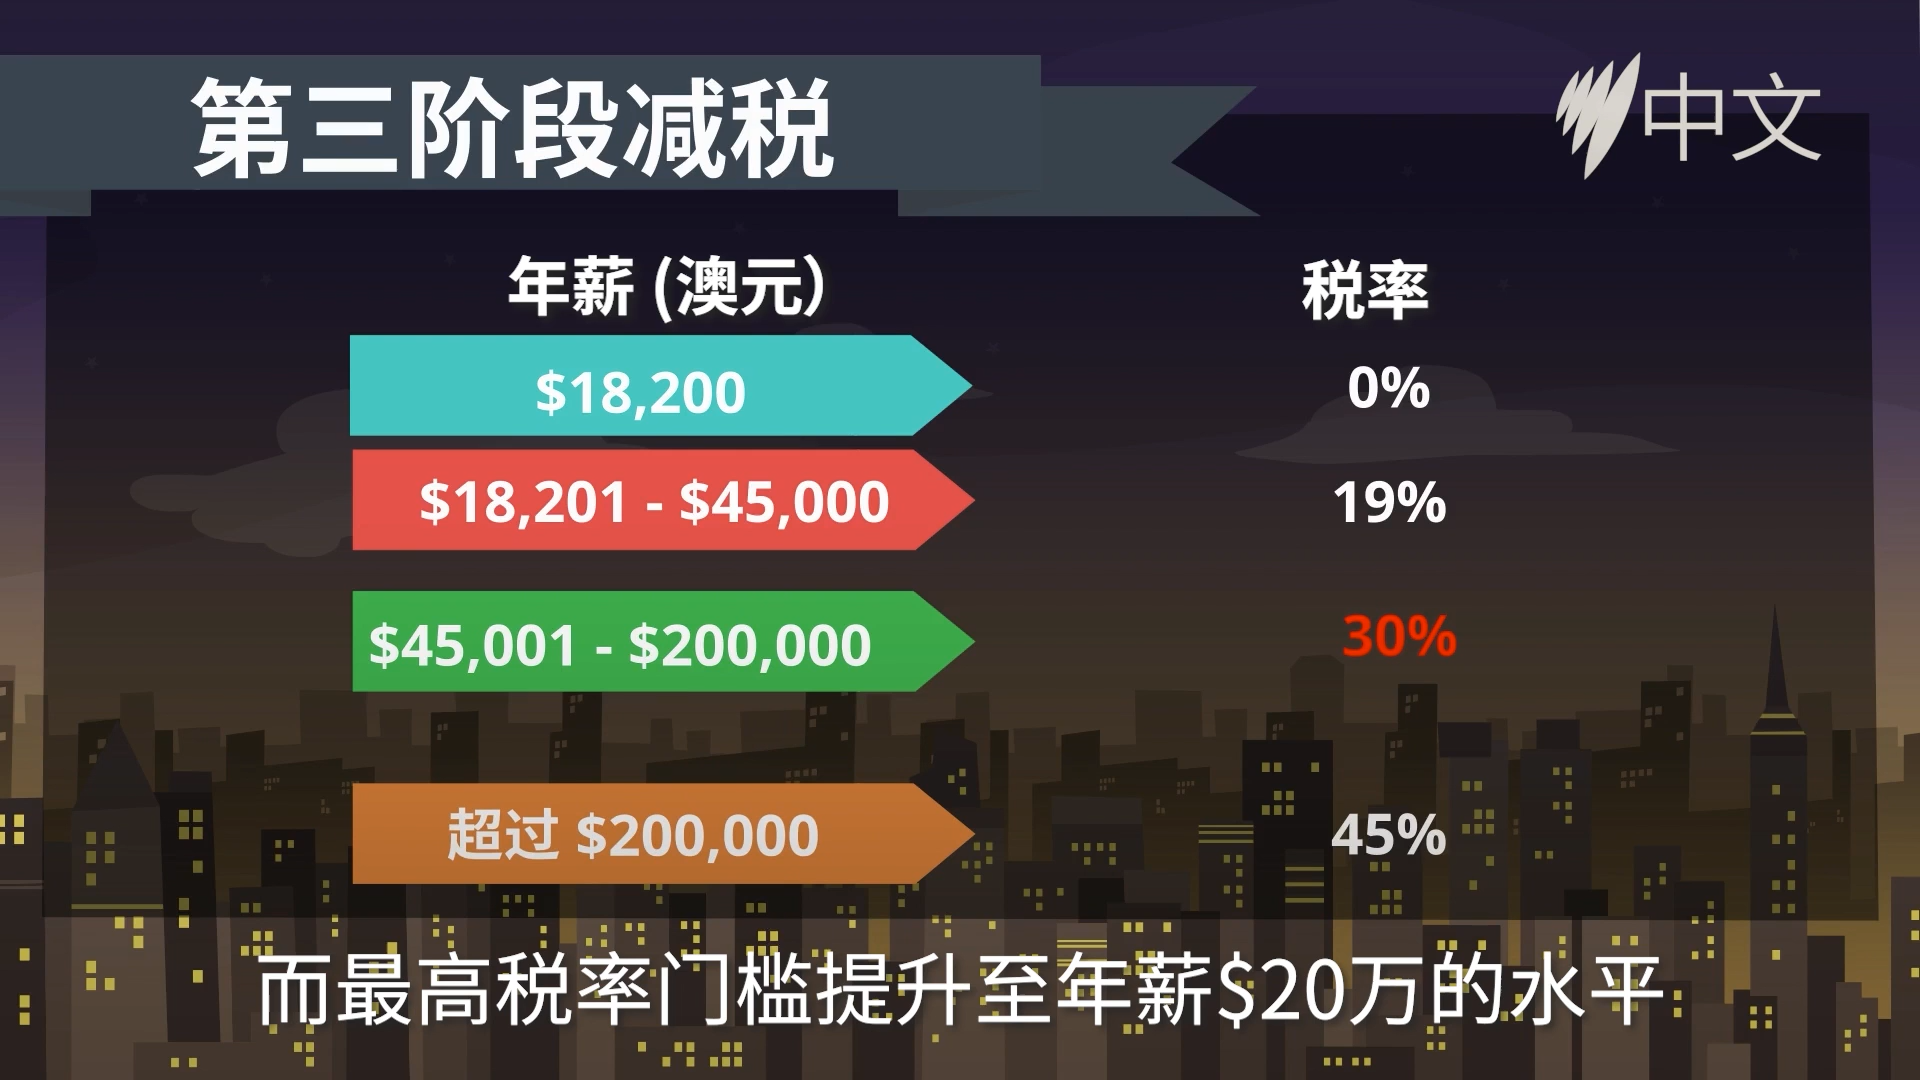 第三阶段减税
中文
年薪 (澳元)
税率
$18,200
0%
$18,201 - $45,000
19%
$45,001 - $200,000
30%
超过 $200,000
45%
而最高税率门槛提升至年薪$20万的水平